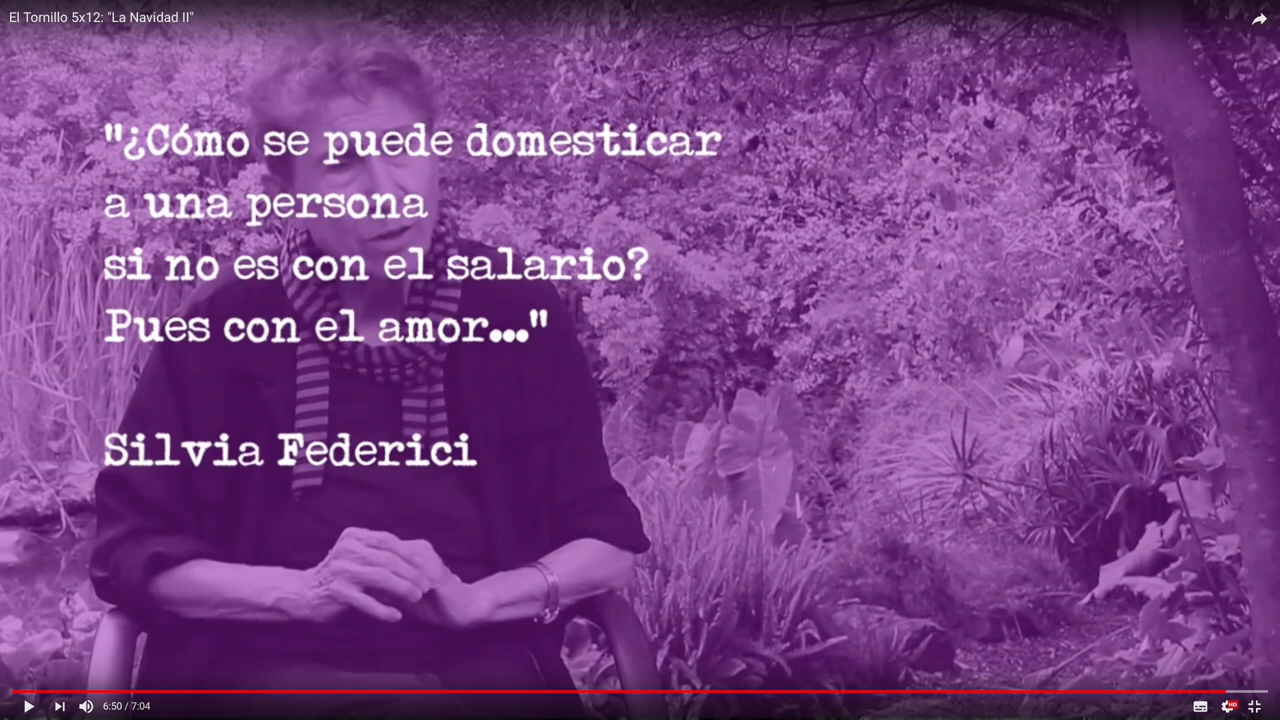 El Tornillo 5x12: "La Navidad II"
"¿Cómo se puede domesticar
a una persona
si no es con el salario?
Pues con el amor..."
Silvia Federici
6:50 / 7:04
HD